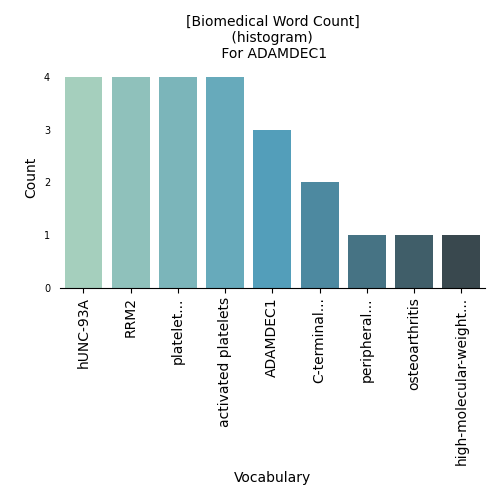 [Biomedical Word Count]
(histogram)
For ADAMDEC1
4
3
2
1
0
Count
hUNC-93A
RRM2
platelet...
activated platelets
ADAMDEC1
C-terminal...
peripheral...
osteoarthritis
high-molecular-weight...
Vocabulary